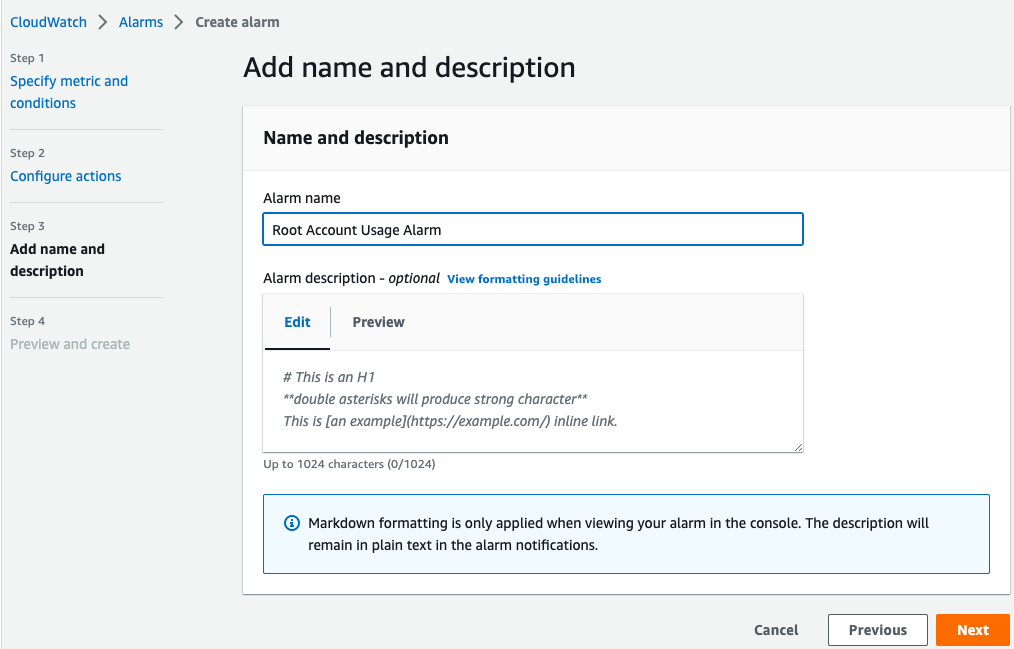 CloudWatch > Alarms > Create alarm
Step 1
Specify metric and
conditions
Step 2
Configure actions
Step 3
Add name and
description
Step 4
Preview and create
Add name and description
Name and description
Alarm name
Root Account Usage Alarm
Alarm description - optional View formatting guidelines
Edit Preview
# This is an H1
**double asterisks will produce strong character**
This is [an example](https://example.com/) inline link.
Up to 1024 characters (0/1024)
Markdown formatting is only applied when viewing your alarm in the console. The description will
remain in plain text in the alarm notifications.
Cancel Previous Next